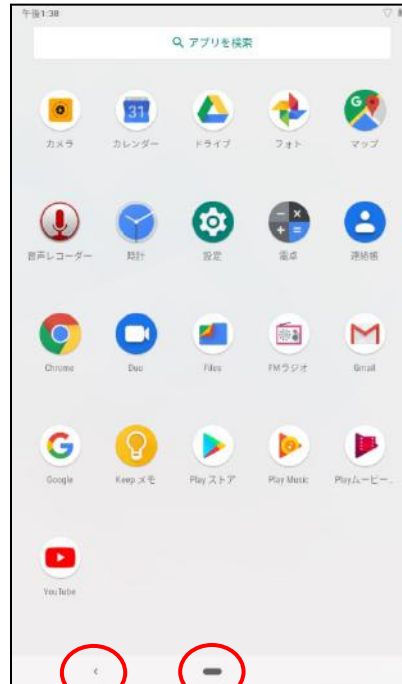 午後1:38
アプリを検索
カメラ カレンダー ドライブ フォト マップ
31
音声レコーダー 時計 設定 電卓 連絡帳
Chrome Duo Files FMラジオ Gmail
Google Keep メモ Play ストア Play Music Playムービー…
YouTube